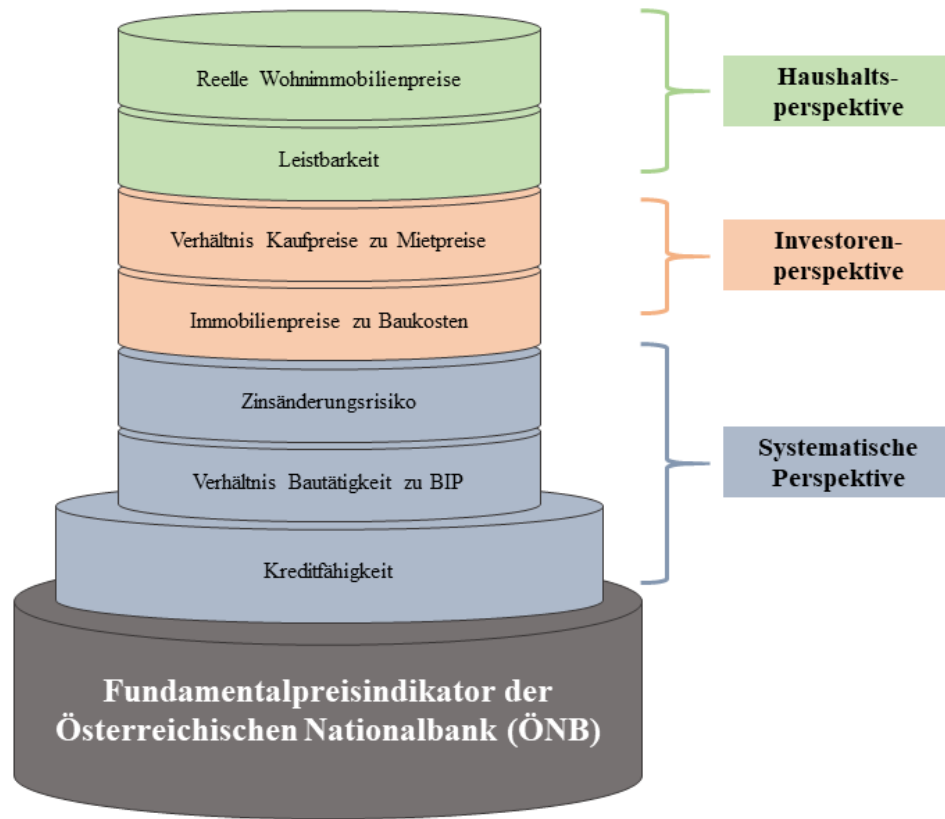 Reelle Wohnimmobilienpreise
Leistbarkeit
Haushalts-
perspektive
Verhältnis Kaufpreise zu Mietpreise
Immobilienpreise zu Baukosten
Investoren-
perspektive
Zinsänderungsrisiko
Verhältnis Bautätigkeit zu BIP
Kreditfähigkeit
Systematische
Perspektive
Fundamentalpreisindikator der
Österreichischen Nationalbank (ÖNB)